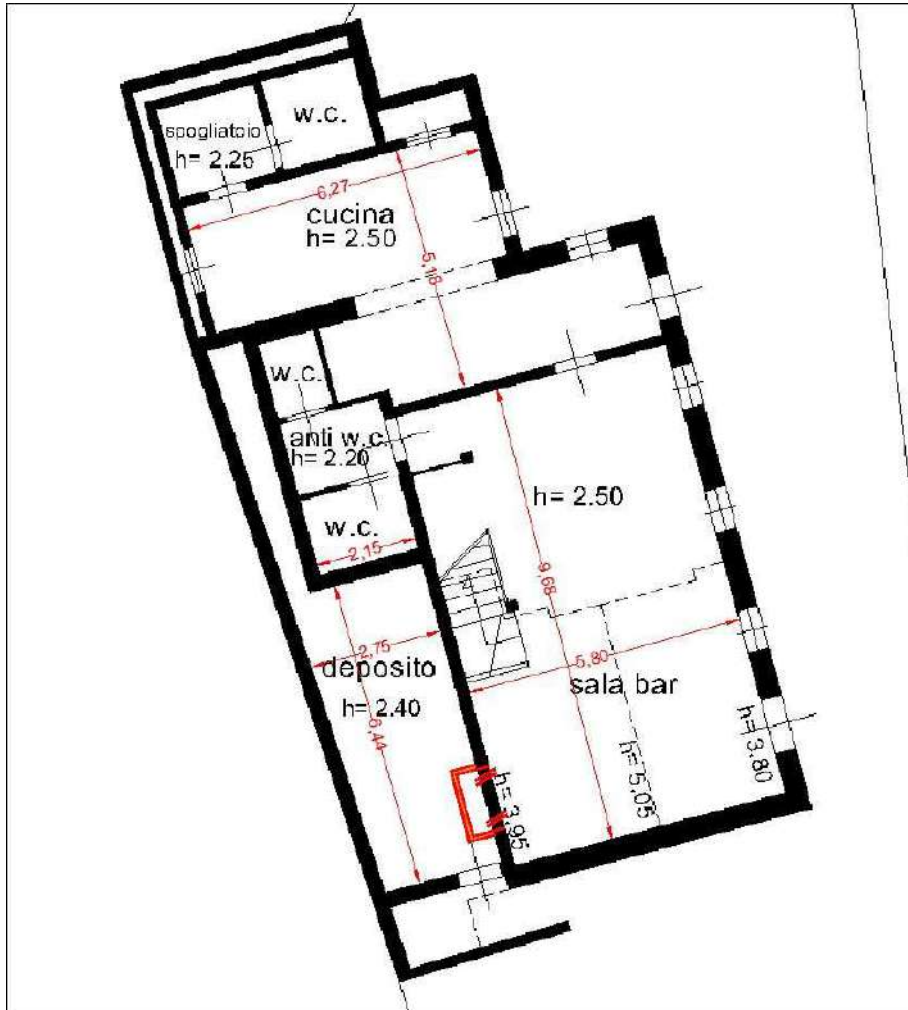 w.c.
spogliatoio
h= 2.25
6,27
cucina
h= 2.50
5,18
w.c.
anti w.c.
h= 2.20
h= 2.50
w.c.
2,15
9,68
2,75
5,80
deposito
sala bar
h= 2.40
6,44
h= 3.95
h= 5.05
h= 3.80